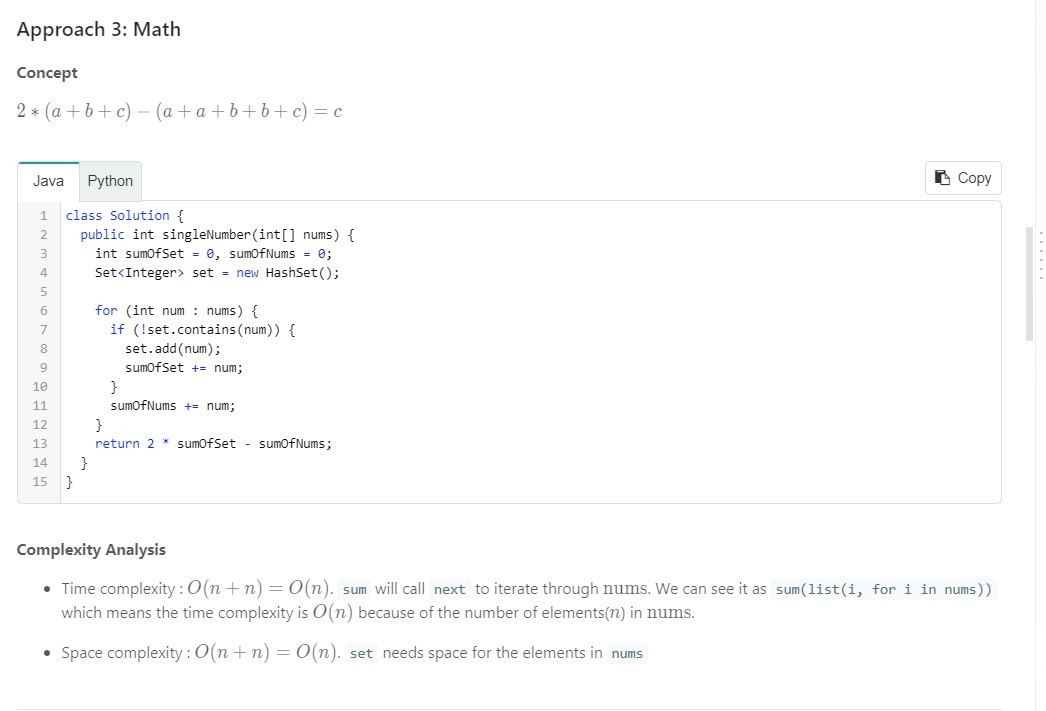 Approach 3: Math
Concept
2 ∗ (a + b + c) − (a + a + b + b + c) = c
Java Python Copy
1 class Solution {
2   public int singleNumber(int[] nums) {
3     int sumOfSet = 0, sumOfNums = 0;
4     Set<Integer> set = new HashSet();
5
6     for (int num : nums) {
7       if (!set.contains(num)) {
8         set.add(num);
9         sumOfSet += num;
10       }
11       sumOfNums += num;
12     }
13     return 2 * sumOfSet - sumOfNums;
14   }
15 }
Complexity Analysis
• Time complexity : O(n + n) = O(n). sum will call next to iterate through nums. We can see it as sum(list(i, for i in nums))
which means the time complexity is O(n) because of the number of elements(n) in nums.
• Space complexity : O(n + n) = O(n). set needs space for the elements in nums